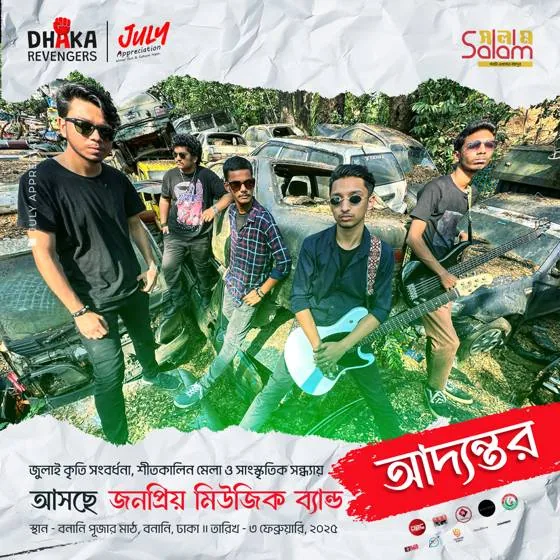 DHAKA
REVENGERS
JULY
Appreciation
সালাম
Salam
JULY APPR
জুলাই কৃতি সংবর্ধনা, শীতকালিন মেলা ও সাংস্কৃতিক সন্ধ্যায়
আসছে জনপ্রিয় মিউজিক ব্যান্ড
আদ্যন্তর
স্থান - বনানি পূজার মাঠ, বনানি, ঢাকা ॥ তারিখ - ৩ ফেব্রুয়ারি, ২০২৫